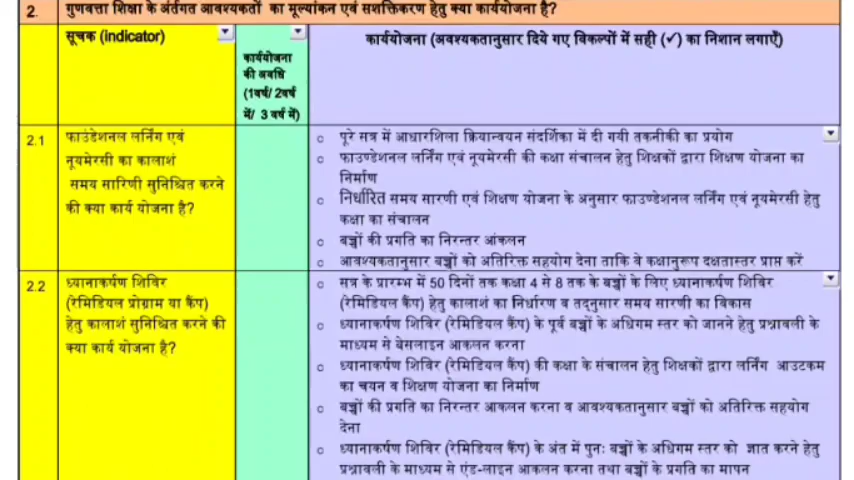 2. गुणवत्ता शिक्षा के अंर्तगत आवश्यकतों का मूल्यांकन एवं सशक्तिकरण हेतु क्या कार्ययोजना है?
सूचक (indicator)
कार्ययोजना
की अवधि
(1वर्ष/ 2वर्ष
में/ 3 वर्ष में)
कार्ययोजना (अवश्यकतानुसार दिये गए विकल्पों में सही (✓) का निशान लगाएँ)
2.1
फाउंडेशनल लर्निंग एवं
नूयमेरसी का कालाशं
समय सारिणी सुनिश्चित करने
की क्या कार्य योजना है?
○ पूरे सत्र में आधारशिला क्रियान्वयन संदर्शिका में दी गयी तकनीकी का प्रयोग
○ फाउण्डेशनल लर्निंग एवं नूयमेरसी की कक्षा संचालन हेतु शिक्षकों द्वारा शिक्षण योजना का
निर्माण
○ निर्धारित समय सारणी एवं शिक्षण योजना के अनुसार फाउण्डेशनल लर्निंग एवं नूयमेरसी हेतु
कक्षा का संचालन
○ बच्चों की प्रगति का निरन्तर आंकलन
○ आवश्यकतानुसार बच्चों को अतिरिक्त सहयोग देना ताकि वे कक्षानुरूप दक्षतास्तर प्राप्त करें
2.2
ध्यानाकर्षण शिविर
(रेमिडियल प्रोग्राम या कैंप)
हेतु कालाशं सुनिश्चित करने की
क्या कार्य योजना है?
○ सत्र के प्रारम्भ में 50 दिनों तक कक्षा 4 से 8 तक के बच्चों के लिए ध्यानाकर्षण शिविर
(रेमिडियल कैंप) हेतु कालाशं का निर्धारण व तद्नुसार समय सारणी का विकास
○ ध्यानाकर्षण शिविर (रेमिडियल कैंप) के पूर्व बच्चों के अधिगम स्तर को जानने हेतु प्रश्नावली के
माध्यम से बेसलाइन आकलन करना
○ ध्यानाकर्षण शिविर (रेमिडियल कैंप) की कक्षा के संचालन हेतु शिक्षकों द्वारा लर्निंग आउटकम
का चयन व शिक्षण योजना का निर्माण
○ बच्चों की प्रगति का निरन्तर आकलन करना व आवश्यकतानुसार बच्चों को अतिरिक्त सहयोग
देना
○ ध्यानाकर्षण शिविर (रेमिडियल कैंप) के अंत में पुनः बच्चों के अधिगम स्तर को ज्ञात करने हेतु
प्रश्नावली के माध्यम से एंड-लाइन आकलन करना तथा बच्चों के प्रगति का मापन